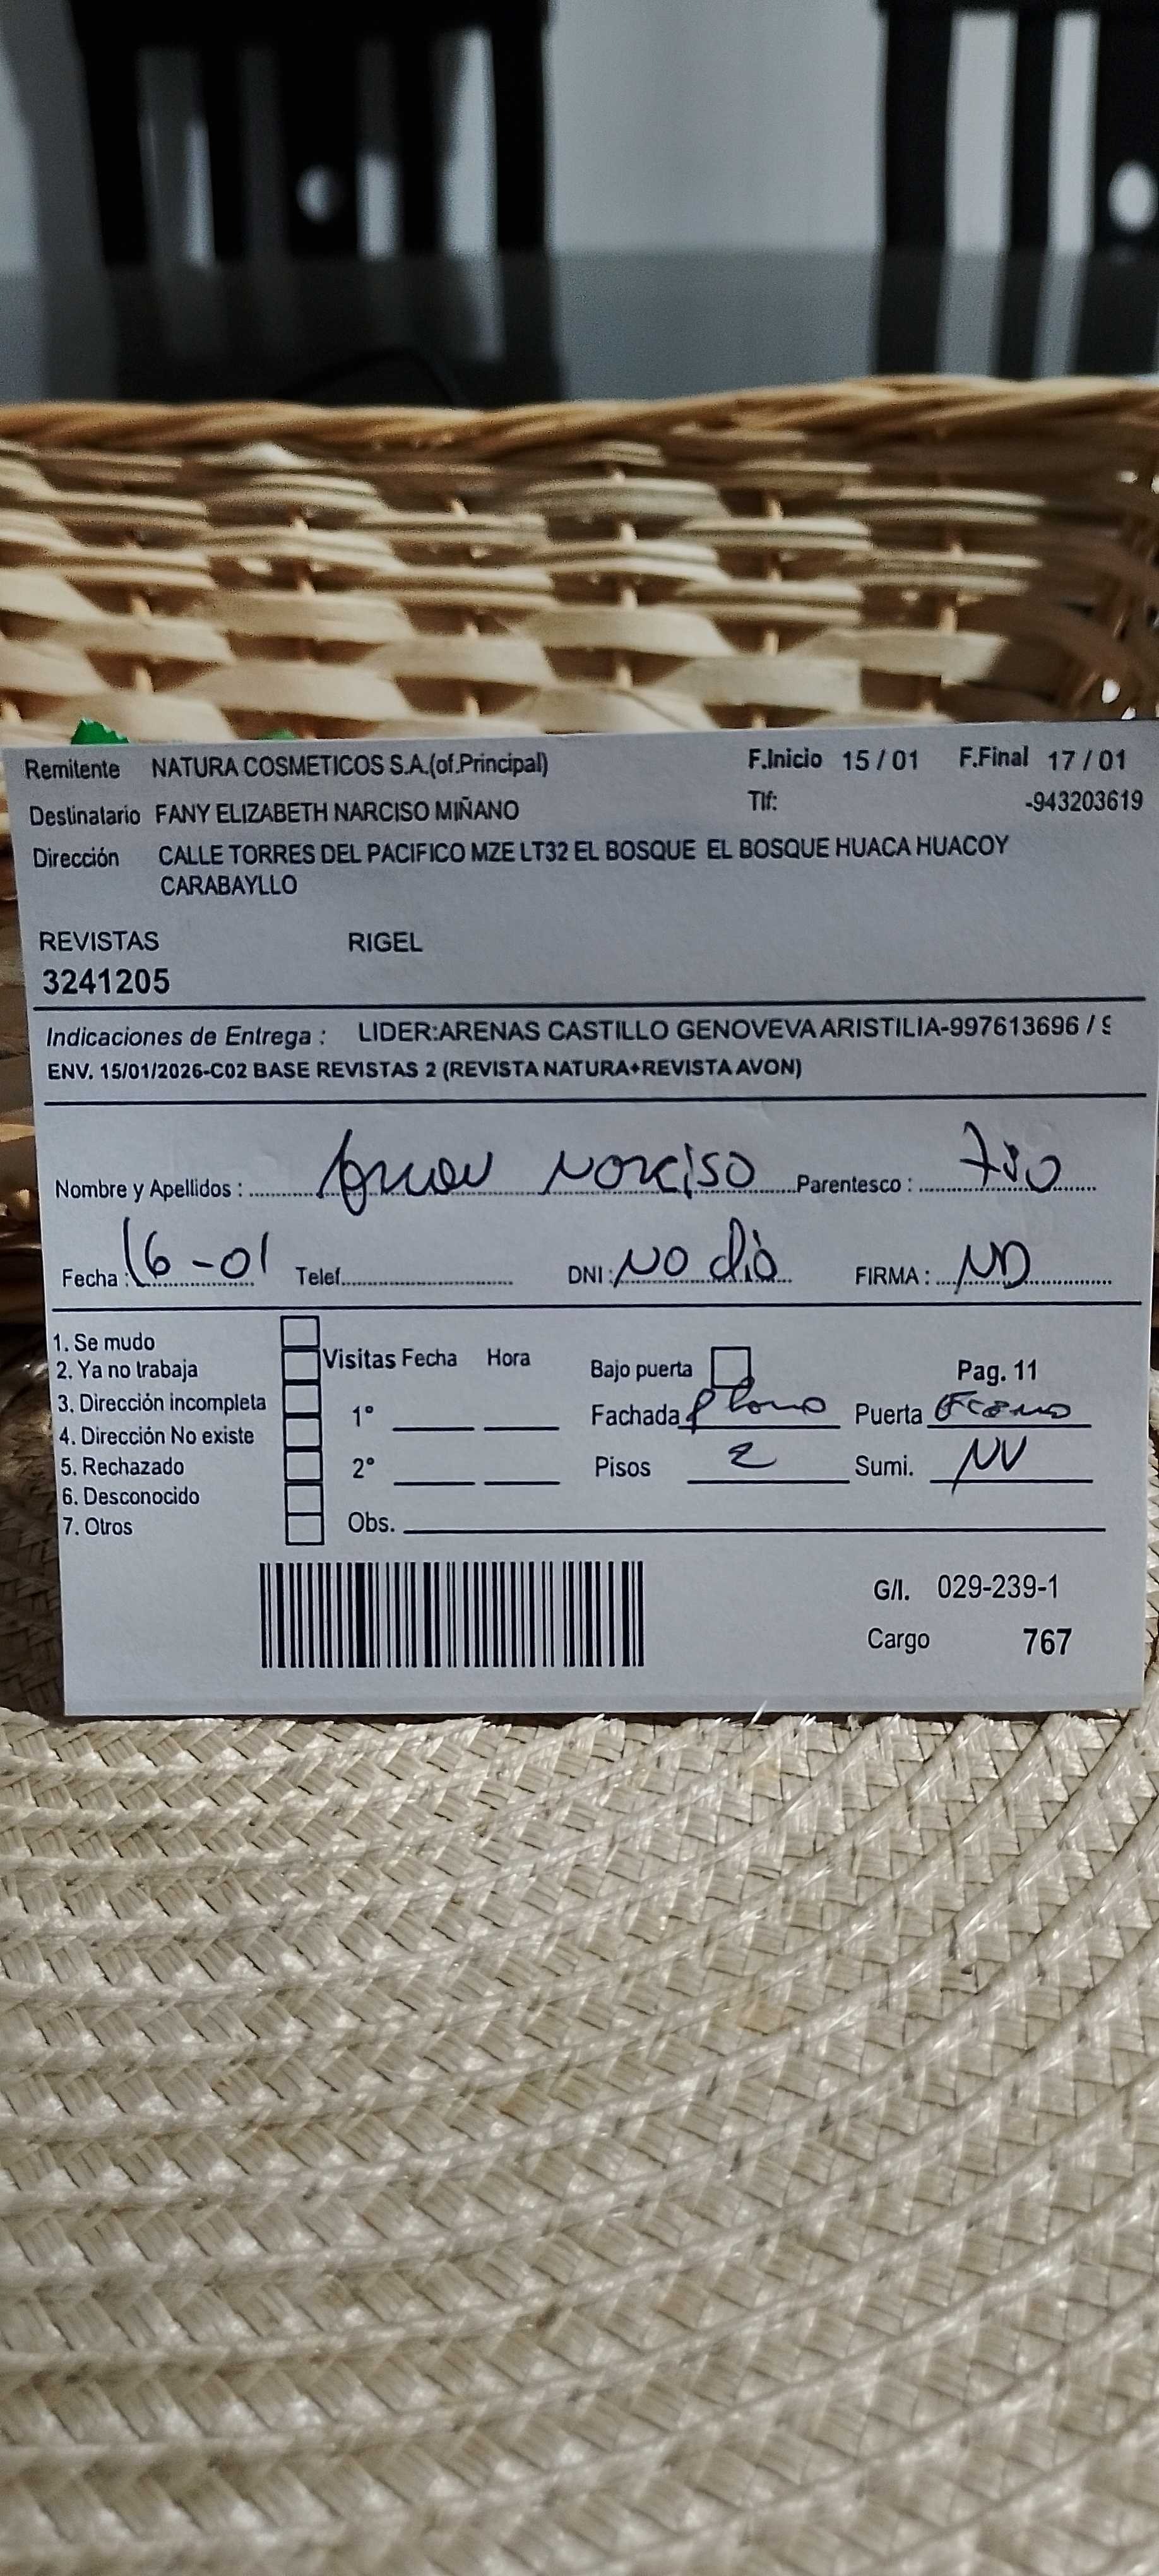 Remitente NATURA COSMETICOS S.A.(of.Principal) F.Inicio 15 / 01 F.Final 17 / 01
Destinatario FANY ELIZABETH NARCISO MIÑANO Tlf: -943203619
Dirección CALLE TORRES DEL PACIFICO MZE LT32 EL BOSQUE EL BOSQUE HUACA HUACOY
CARABAYLLO
REVISTAS RIGEL
3241205
Indicaciones de Entrega : LIDER:ARENAS CASTILLO GENOVEVA ARISTILIA-997613696 /
ENV. 15/01/2026-C02 BASE REVISTAS 2 (REVISTA NATURA+REVISTA AVON)
Nombre y Apellidos : Narciso Parentesco :
Fecha : 16-01 Telef. DNI : NO dio FIRMA : ND
1. Se mudo
2. Ya no trabaja Visitas Fecha Hora Bajo puerta Pag. 11
3. Dirección incompleta 1° Fachada Puerta
4. Dirección No existe
5. Rechazado 2° Pisos 2 Sumi. NV
6. Desconocido
7. Otros Obs.
G/l. 029-239-1
Cargo 767